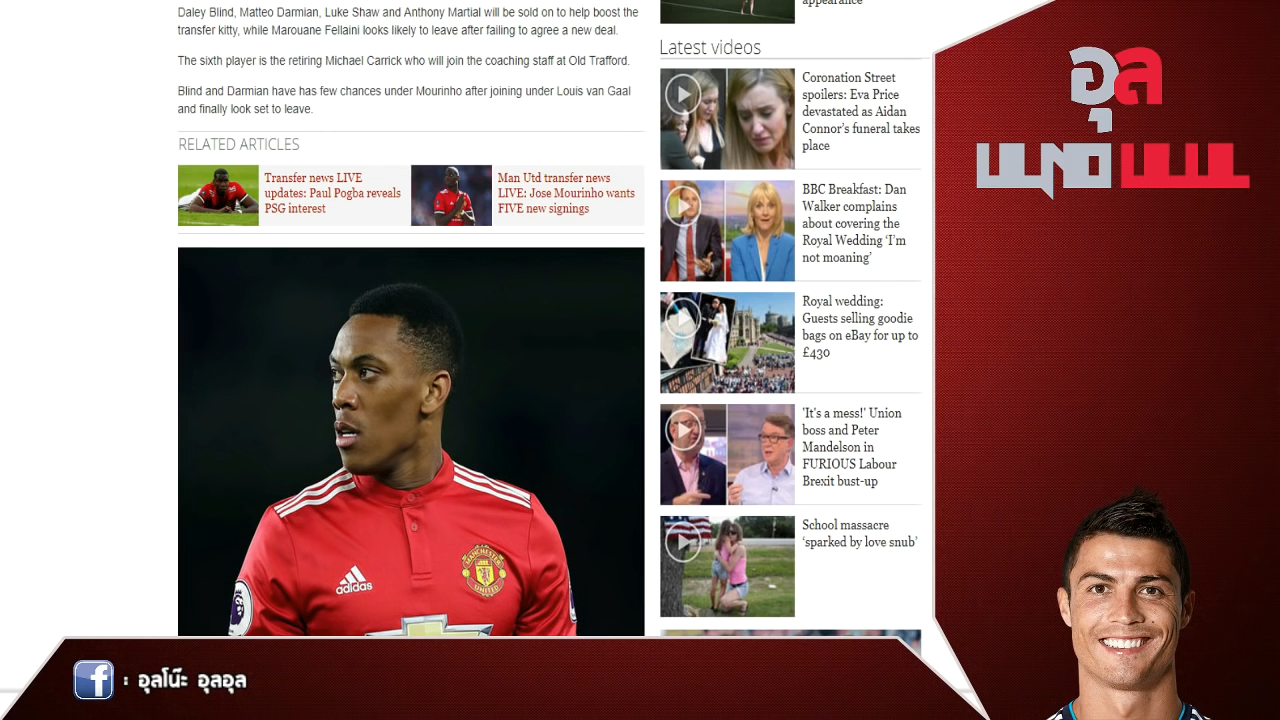 Daley Blind, Matteo Darmian, Luke Shaw and Anthony Martial will be sold on to help boost the
transfer kitty, while Marouane Fellaini looks likely to leave after failing to agree a new deal.
The sixth player is the retiring Michael Carrick who will join the coaching staff at Old Trafford.
Blind and Darmian have has few chances under Mourinho after joining under Louis van Gaal
and finally look set to leave.
RELATED ARTICLES
Transfer news LIVE
updates: Paul Pogba reveals
PSG interest
Man Utd transfer news
LIVE: Jose Mourinho wants
FIVE new signings
adidas
MANCHESTER
UNITED
appearance
Latest videos
Coronation Street
spoilers: Eva Price
devastated as Aidan
Connor's funeral takes
place
BBC Breakfast: Dan
Walker complains
about covering the
Royal Wedding ‘I'm
not moaning’
Royal wedding:
Guests selling goodie
bags on eBay for up to
£430
'It's a mess!' Union
boss and Peter
Mandelson in
FURIOUS Labour
Brexit bust-up
School massacre
‘sparked by love snub’
อุล
: อุลโน๊ะ อุลอุล